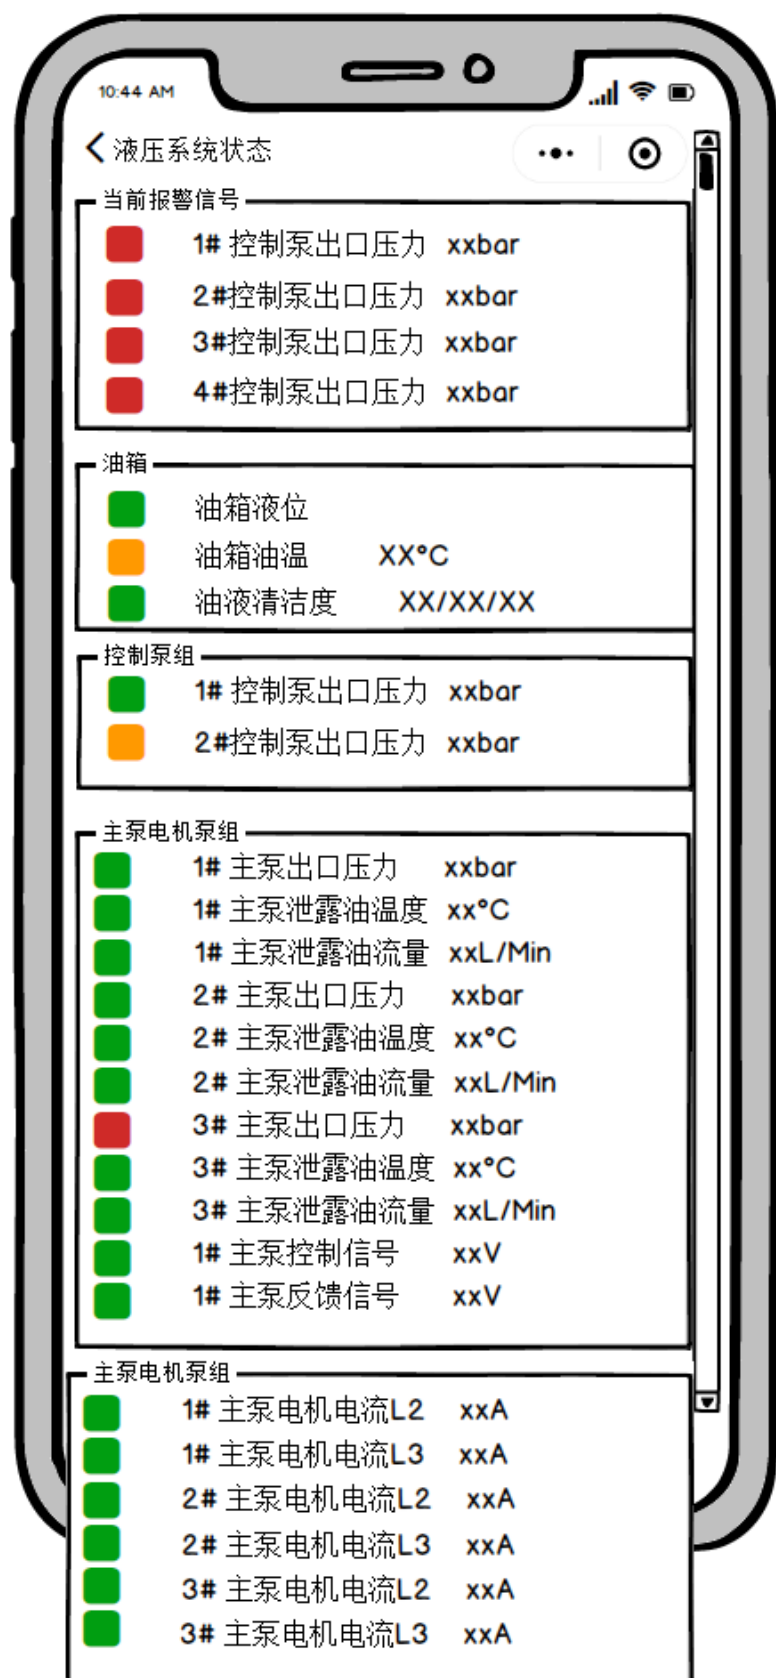 10:44 AM
液压系统状态
当前报警信号
1# 控制泵出口压力 xxbar
2#控制泵出口压力 xxbar
3#控制泵出口压力 xxbar
4#控制泵出口压力 xxbar
油箱
油箱液位
油箱油温 XX°C
油液清洁度 XX/XX/XX
控制泵组
1# 控制泵出口压力 xxbar
2#控制泵出口压力 xxbar
主泵电机泵组
1# 主泵出口压力 xxbar
1# 主泵泄露油温度 xx°C
1# 主泵泄露油流量 xxL/Min
2# 主泵出口压力 xxbar
2# 主泵泄露油温度 xx°C
2# 主泵泄露油流量 xxL/Min
3# 主泵出口压力 xxbar
3# 主泵泄露油温度 xx°C
3# 主泵泄露油流量 xxL/Min
1# 主泵控制信号 xxV
1# 主泵反馈信号 xxV
主泵电机泵组
1# 主泵电机电流L2 xxA
1# 主泵电机电流L3 xxA
2# 主泵电机电流L2 xxA
2# 主泵电机电流L3 xxA
3# 主泵电机电流L2 xxA
3# 主泵电机电流L3 xxA